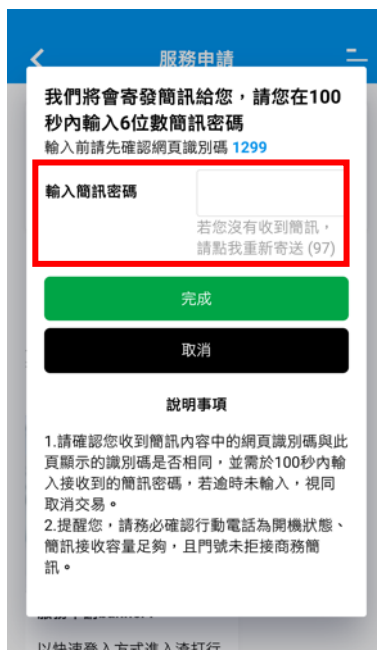 服務申請
我們將會寄發簡訊給您，請您在100
秒內輸入6位數簡訊密碼
輸入前請先確認網頁識別碼 1299
輸入簡訊密碼
若您沒有收到簡訊，
請點我重新寄送 (97)
完成
取消
說明事項
1.請確認您收到簡訊內容中的網頁識別碼與此
頁顯示的識別碼是否相同，並需於100秒內輸
入接收到的簡訊密碼，若逾時未輸入，視同
取消交易。
2.提醒您，請務必確認行動電話為開機狀態、
簡訊接收容量足夠，且門號未拒接商務簡
訊。
以快速登入方式進入渣打行